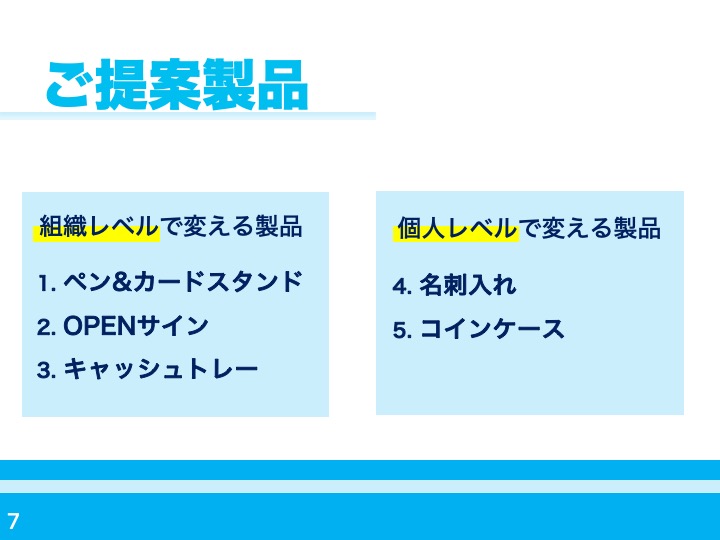 ご提案製品
組織レベルで変える製品
1. ペン&カードスタンド
2. OPENサイン
3. キャッシュトレー
個人レベルで変える製品
4. 名刺入れ
5. コインケース
7